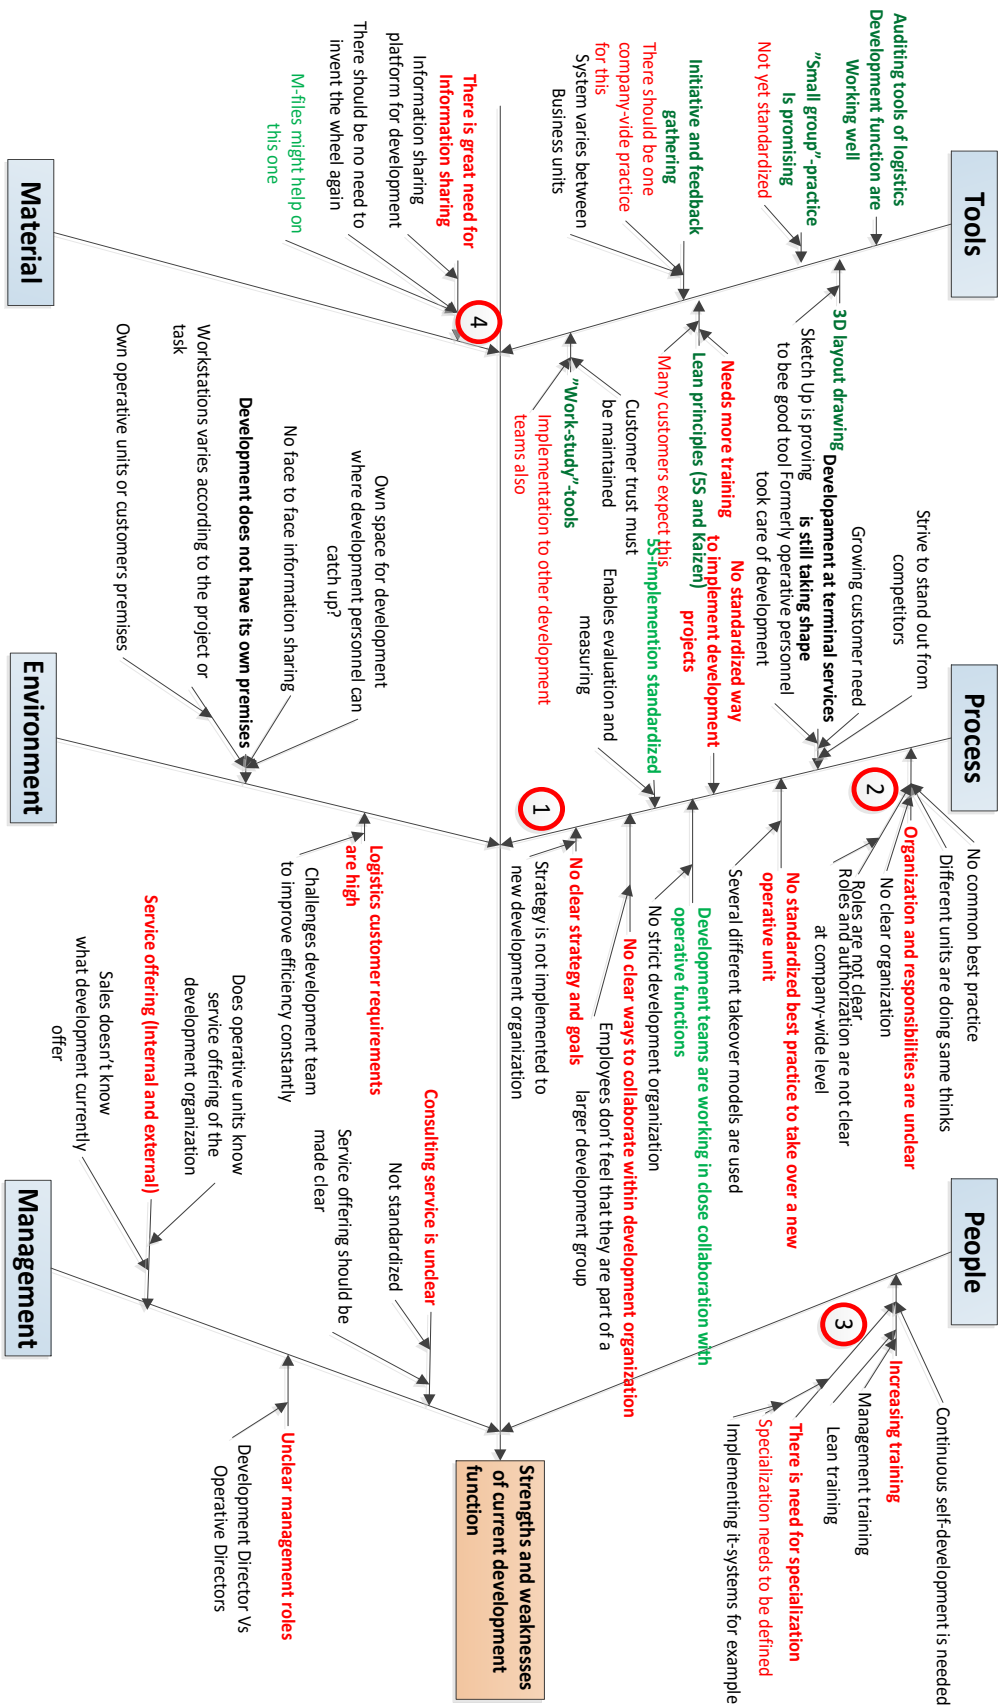 Tools
Process
People
Auditing tools of logistics
Development function are
Working well
"Small group"-practice
Is promising
Not yet standardized
Initiative and feedback
gathering
There should be one
company-vide practice
for this
System varies between
Business units
3D layout drawing
Sketch Up is proving
to bee good tool
Needs more training
Lean principles (5S and Kaizen)
Many customers expect this
Customer trust must
be maintained
"Work-study"-tools
Implementation to other development
teams also
Strive to stand out from
competitors
Growing customer need
Development at terminal services
is still taking shape
Formerly operative personnel
took care of development
No standardized way
to implement development
projects
5S-implemention standardized
Enables evaluation and
measuring
2
No common best practice
Different units are doing same thinks
Organization and responsibilities are unclear
No clear organization
Roles are not clear
Roles and authorization are not clear
at company-wide level
No standardized best practice to take over a new
operative unit
Several different takeover models are used
Development teams are working in close collaboration with
operative functions
No strict development organization
No clear ways to collaborate within development organization
Employees don't feel that they are part of a
larger development group
1
No clear strategy and goals
Strategy is not implemented to
new development organization
Continuous self-development is needed
Increasing training
Management training
Lean training
3
There is need for specialization
Specialization needs to be defined
Implementing it-systems for example
Strengths and weaknesses
of current development
function
There is great need for
Information sharing
Information sharing
platform for development
There should be no need to
invent the wheel again
M-files might help on
this one
4
Own space for development
where development personnel can
catch up?
No face to face information sharing
Development does not have its own premises
Workstations varies according to the project or
task
Own operative units or customers premises
Logistics customer requirements
are high
Challenges development team
to improve efficiency constantly
Consulting service is unclear
Not standardized
Service offering should be
made clear
Does operative units know
service offering of the
development organization
Service offering (Internal and external)
Sales doesn't know
what development currently
offer
Unclear management roles
Development Director Vs
Operative Directors
Material
Environment
Management